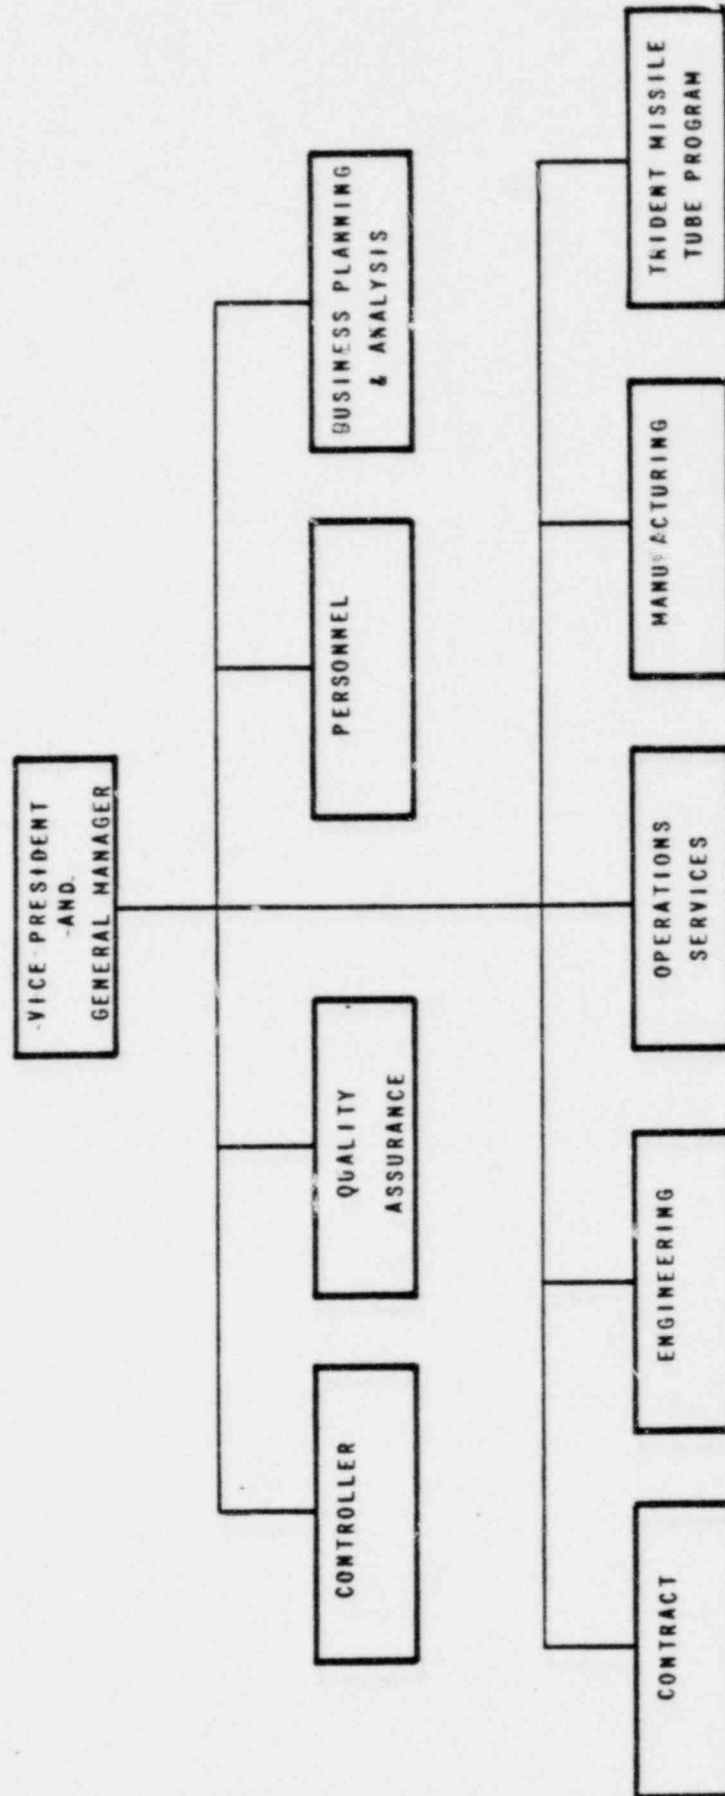 VICE PRESIDENT
AND
GENERAL MANAGER
CONTROLLER
QUALITY
ASSURANCE
PERSONNEL
BUSINESS PLANNING
& ANALYSIS
CONTRACT
ENGINEERING
OPERATIONS
SERVICES
MANUFACTURING
TRIDENT MISSILE
TUBE PROGRAM